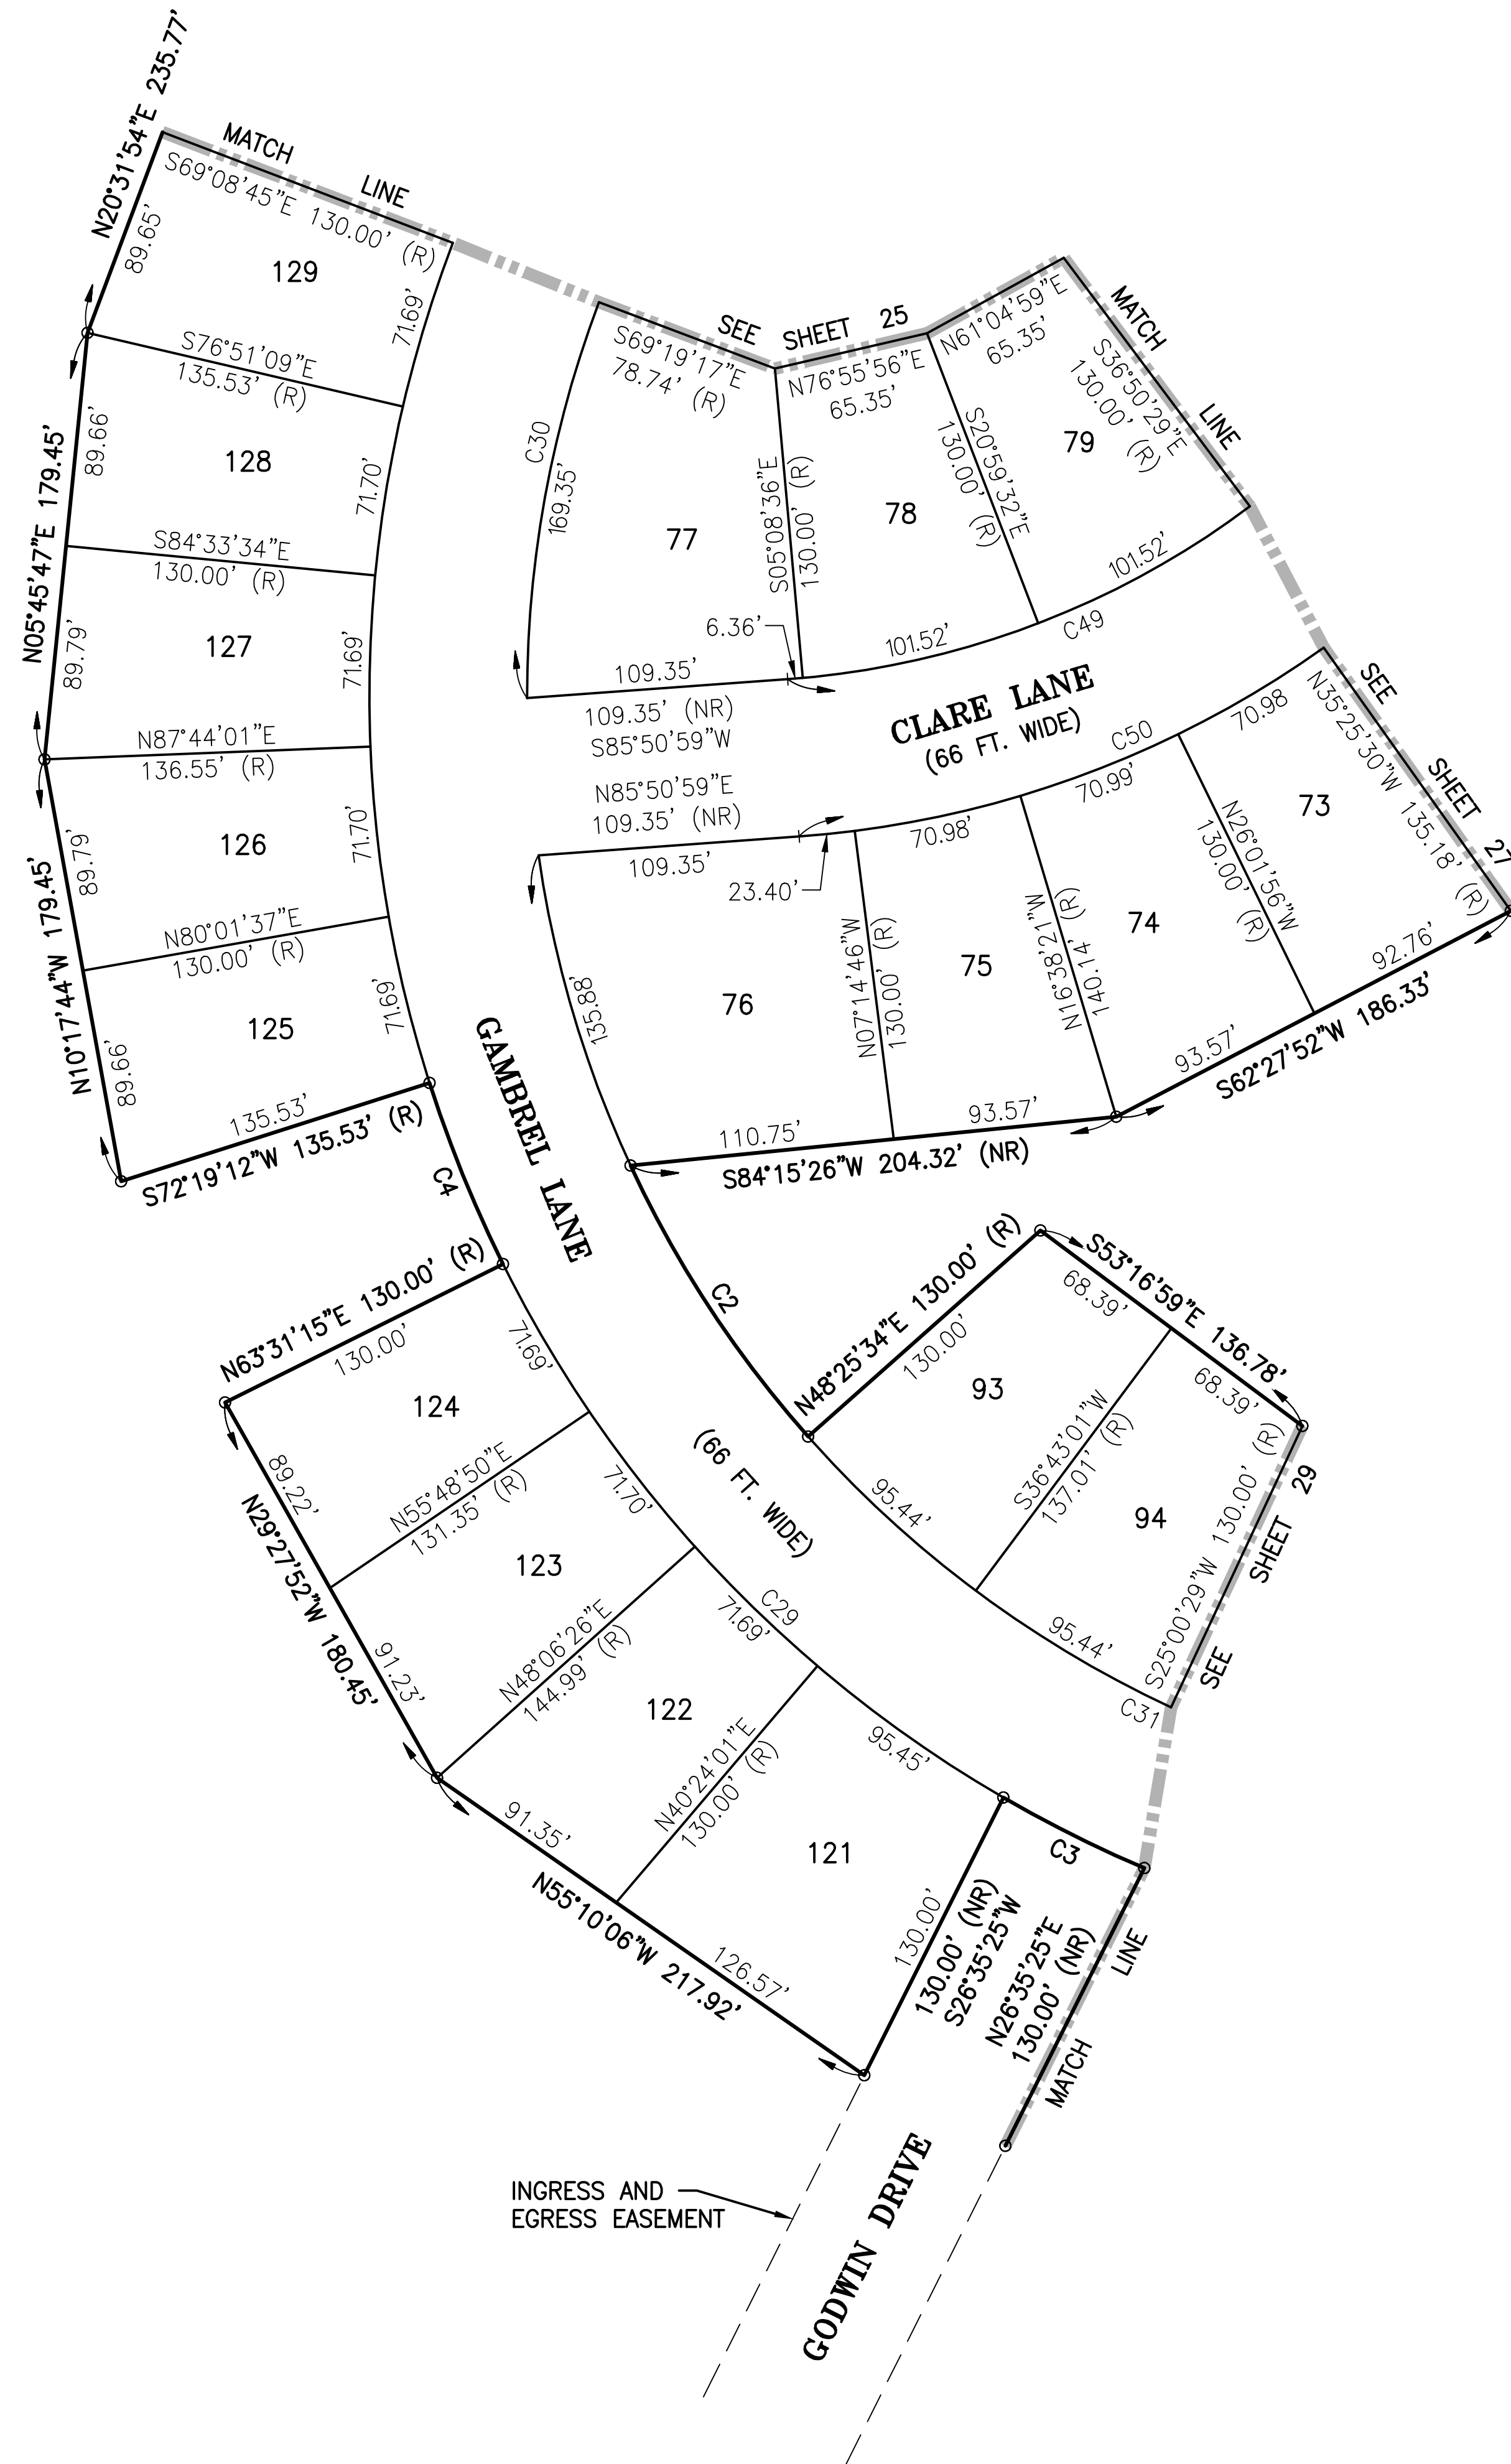 N20°31'54"E 235.77'
MATCH
LINE
S69°08'45"E 130.00' (R)
89.65'
129
71.69'
SEE
SHEET 25
S69°19'17"E
78.74' (R)
N76°55'56"E
65.35'
N61°04'59"E
65.35'
MATCH
LINE
S36°50'29"E
130.00' (R)
S76°51'09"E
135.53' (R)
C30
169.35'
77
S05°08'36"E
130.00' (R)
78
S20°59'32"E
130.00' (R)
79
N05°45'47"E 179.45'
89.66'
128
71.70'
S84°33'34"E
130.00' (R)
6.36'
101.52'
101.52'
C49
89.79'
127
71.69'
109.35'
109.35' (NR)
S85°50'59"W
CLARE LANE
(66 FT. WIDE)
C50
70.98
SEE
SHEET 27
N35°25'30"W 135.18' (R)
N87°44'01"E
136.55' (R)
N85°50'59"E
109.35' (NR)
109.35'
23.40'
70.98'
70.99'
73
N10°17'44"W 179.45'
89.79'
126
71.70'
N80°01'37"E
130.00' (R)
135.88'
76
N07°14'46"W
130.00' (R)
75
N16°38'21"W
140.14' (R)
74
N26°01'56"W
130.00' (R)
92.76'
93.57'
S62°27'52"W 186.33'
89.66'
125
71.69'
135.53'
S72°19'12"W 135.53' (R)
GAMBREL LANE
110.75'
93.57'
S84°15'26"W 204.32' (NR)
C4
C2
N63°31'15"E 130.00' (R)
130.00'
N48°25'34"E 130.00' (R)
130.00'
S53°16'59"E 136.78'
68.39'
68.39'
124
71.69'
93
S36°43'01"W
137.01' (R)
94
S25°00'29"W 130.00' (R)
SEE
SHEET 29
89.22'
N55°48'50"E
131.35' (R)
71.70'
(66 FT. WIDE)
95.44'
95.44'
C31
N29°27'52"W 180.45'
91.23'
123
N48°06'26"E
144.99' (R)
C29
71.69'
122
N40°24'01"E
130.00' (R)
95.45'
91.35'
121
C3
N55°10'06"W 217.92'
126.57'
130.00'
130.00' (NR)
S26°35'25"W
N26°35'25"E
130.00' (NR)
MATCH
LINE
INGRESS AND
EGRESS EASEMENT
GODWIN DRIVE